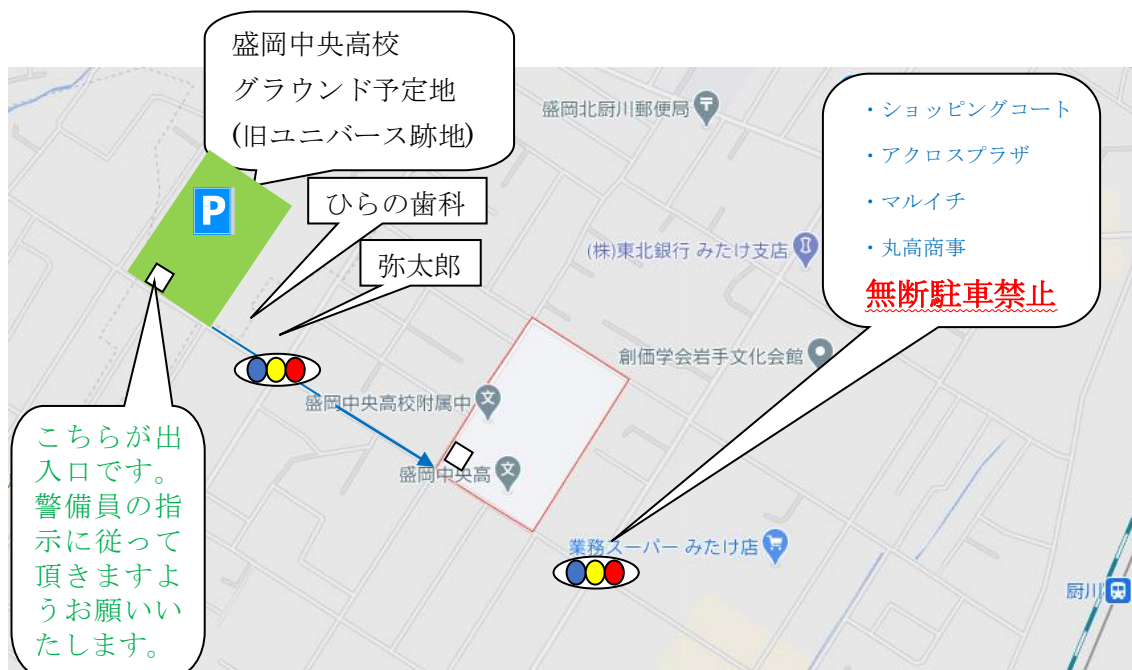 盛岡中央高校
グラウンド予定地
(旧ユニバース跡地)
P
ひらの歯科
弥太郎
盛岡北厨川郵便局
・ショッピングコート
・アクロスプラザ
・マルイチ
・丸高商事
無断駐車禁止
(株)東北銀行 みたけ支店
創価学会岩手文化会館
盛岡中央高校附属中
文
盛岡中央高
文
業務スーパー みたけ店
厨川
こちらが出
入口です。
警備員の指
示に従って
頂きますよ
うお願いい
たします。